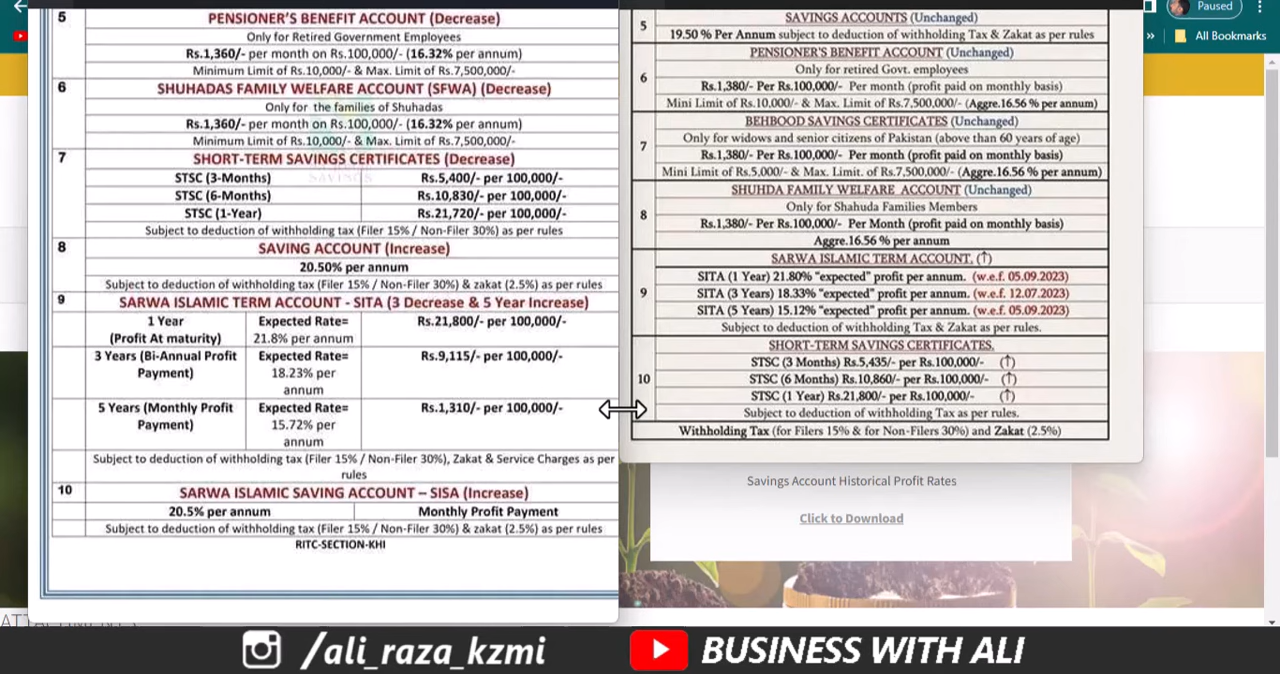 Paused
All Bookmarks
5
PENSIONER'S BENEFIT ACCOUNT (Decrease)
Only for Retired Government Employees
Rs.1,360/- per month on Rs.100,000/- (16.32% per annum)
Minimum Limit of Rs.10,000/- & Max. Limit of Rs.7,500,000/-
6
SHUHADAS FAMILY WELFARE ACCOUNT (SFWA) (Decrease)
Only for the families of Shuhadas
Rs.1,360/- per month on Rs.100,000/- (16.32% per annum)
Minimum Limit of Rs.10,000/- & Max. Limit of Rs.7,500,000/-
7
SHORT-TERM SAVINGS CERTIFICATES (Decrease)
STSC (3-Months) Rs.5,400/- per 100,000/-
STSC (6-Months) Rs.10,830/- per 100,000/-
STSC (1-Year) Rs.21,720/- per 100,000/-
Subject to deduction of withholding tax (Filer 15% / Non-Filer 30%) as per rules
8
SAVING ACCOUNT (Increase)
20.50% per annum
Subject to deduction of withholding tax (Filer 15% / Non-Filer 30%) & zakat (2.5%) as per rules
9
SARWA ISLAMIC TERM ACCOUNT - SITA (3 Decrease & 5 Year Increase)
1 Year
(Profit At maturity)
Expected Rate=
21.8% per annum
Rs.21,800/- per 100,000/-
3 Years (Bi-Annual Profit
Payment)
Expected Rate=
18.23% per
annum
Rs.9,115/- per 100,000/-
5 Years (Monthly Profit
Payment)
Expected Rate=
15.72% per
annum
Rs.1,310/- per 100,000/-
Subject to deduction of withholding tax (Filer 15% / Non-Filer 30%), Zakat & Service Charges as per
rules
10
SARWA ISLAMIC SAVING ACCOUNT – SISA (Increase)
20.5% per annum Monthly Profit Payment
Subject to deduction of withholding tax (Filer 15% / Non-Filer 30%) & zakat (2.5%) as per rules
RITC-SECTION-KHI
5
SAVINGS ACCOUNTS (Unchanged)
19.50 % Per Annum subject to deduction of withholding Tax & Zakat as per rules
6
PENSIONER'S BENEFIT ACCOUNT (Unchanged)
Only for retired Govt. employees
Rs.1,380/- Per Rs.100,000/- Per month (profit paid on monthly basis)
Mini Limit of Rs.10,000/- & Max. Limit of Rs.7,500,000/- (Aggre.16.56 % per annum)
7
BEHBOOD SAVINGS CERTIFICATES (Unchanged)
Only for widows and senior citizens of Pakistan (above than 60 years of age)
Rs.1,380/- Per Rs.100,000/- Per month (profit paid on monthly basis)
Mini Limit of Rs.5,000/- & Max. Limit. of Rs.7,500,000/- (Aggre.16.56 % per annum)
8
SHUHDA FAMILY WELFARE ACCOUNT (Unchanged)
Only for Shahuda Families Members
Rs.1,380/- Per Rs.100,000/- Per Month (profit paid on monthly basis)
Aggre.16.56 % per annum
9
SARWA ISLAMIC TERM ACCOUNT. (↑)
SITA (1 Year) 21.80% "expected" profit per annum. (w.e.f. 05.09.2023)
SITA (3 Years) 18.33% "expected" profit per annum. (w.e.f. 12.07.2023)
SITA (5 Years) 15.12% "expected" profit per annum. (w.e.f. 05.09.2023)
Subject to deduction of withholding Tax & Zakat as per rules.
10
SHORT-TERM SAVINGS CERTIFICATES.
STSC (3 Months) Rs.5,435/- per Rs.100,000/- (↑)
STSC (6 Month) Rs.10,860/- per Rs.100,000/- (↑)
STSC (1 Year) Rs.21,800/- per Rs.100,000/- (↑)
Subject to deduction of withholding Tax as per rules.
Withholding Tax (for Filers 15% & for Non-Filers 30%) and Zakat (2.5%)
Savings Account Historical Profit Rates
Click to Download
/ali_raza_kzmi
BUSINESS WITH ALI